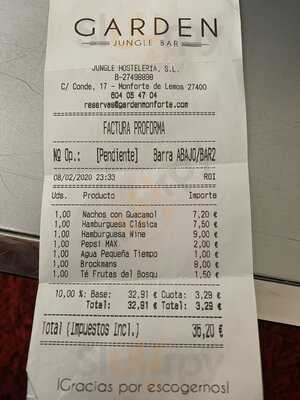 GARDEN
JUNGLE BAR
JUNGLE HOSTELERIA, S.L.
B-27498898
C/ Conde, 17 - Monforte de Lemos 27400
604 05 47 04
reservas@gardenmonforte.com
FACTURA PROFORMA
Nº Op.: [Pendiente] Barra ABAJO/BAR2
08/02/2020 23:33 ROI
Uds. Producto Importe
1,00 Nachos con Guacamol 7,20 €
1,00 Hamburguesa Clásica 7,50 €
1,00 Hamburguesa Wine 9,00 €
1,00 Pepsi MAX 2,00 €
1,00 Agua Pequeña Tiempo 1,00 €
1,00 Brockmans 8,00 €
1,00 Té Frutas del Bosqu 1,50 €
10,00 %: Base: 32,91 € Cuota: 3,29 €
Total: 32,91 € Total: 3,29 €
Total (Impuestos Incl.) 36,20 €
¡Gracias por escogernos!